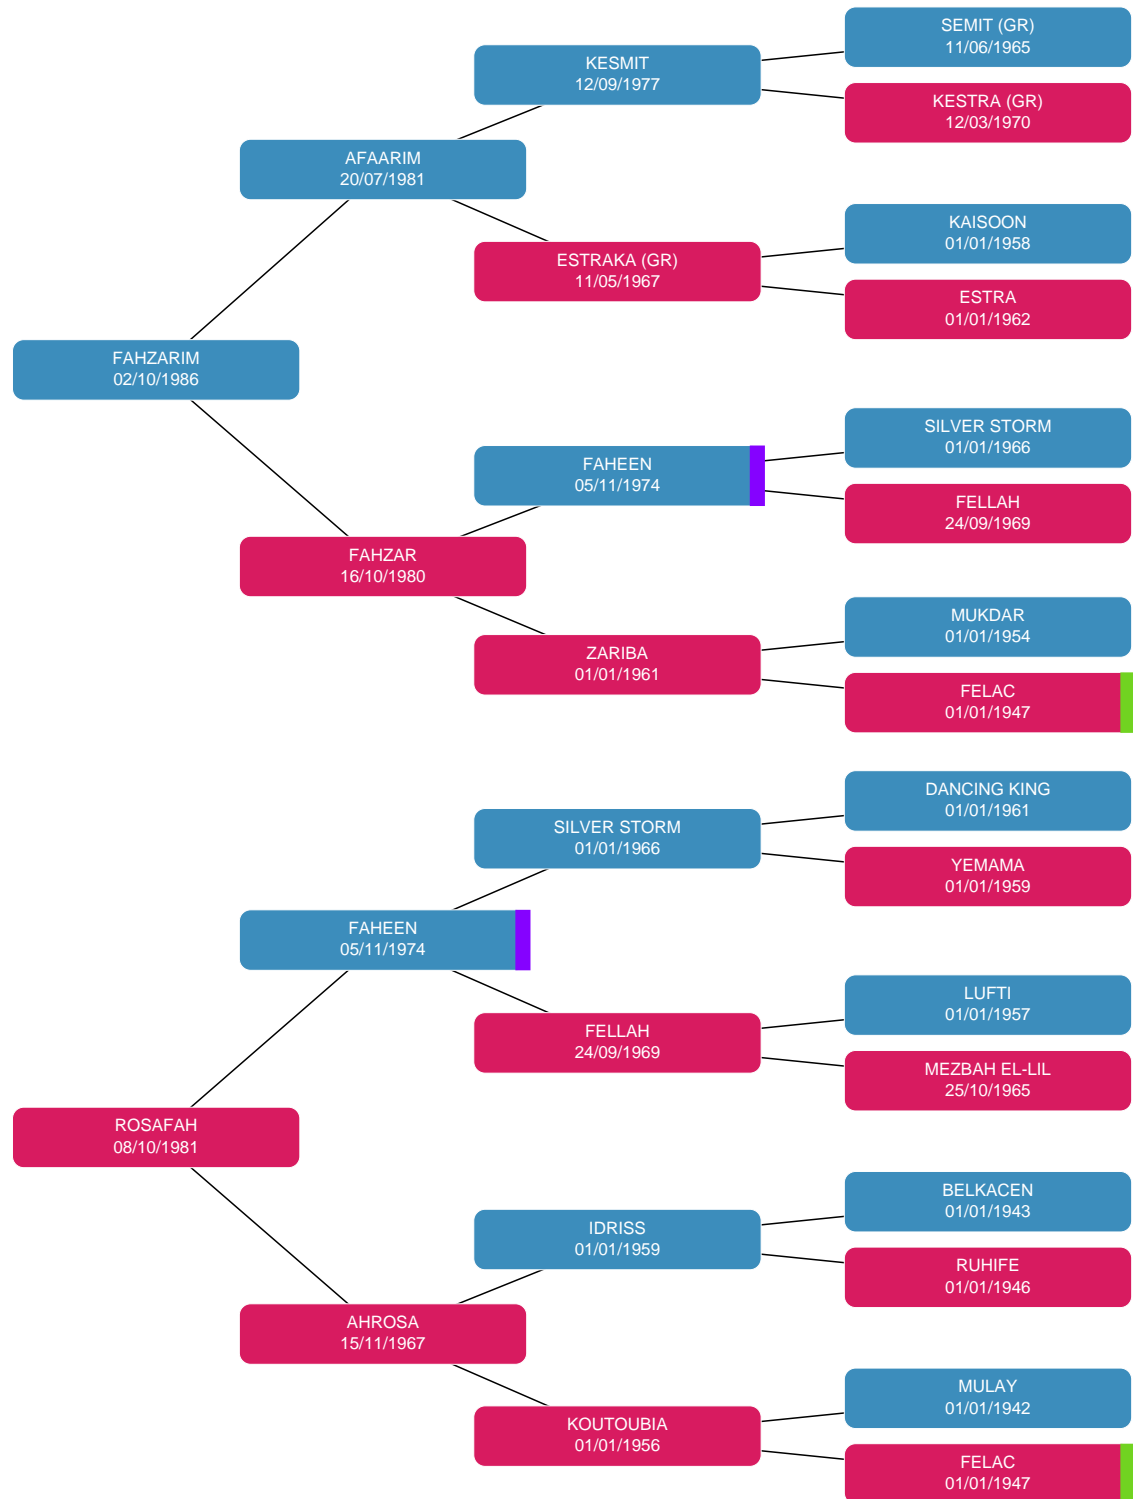 SEMIT (GR)
11/06/1965
KESMIT
12/09/1977
KESTRA (GR)
12/03/1970
AFAARIM
20/07/1981
KAISOON
01/01/1958
ESTRAKA (GR)
11/05/1967
ESTRA
01/01/1962
FAHZARIM
02/10/1986
SILVER STORM
01/01/1966
FAHEEN
05/11/1974
FELLAH
24/09/1969
FAHZAR
16/10/1980
MUKDAR
01/01/1954
ZARIBA
01/01/1961
FELAC
01/01/1947
DANCING KING
01/01/1961
SILVER STORM
01/01/1966
YEMAMA
01/01/1959
FAHEEN
05/11/1974
LUFTI
01/01/1957
FELLAH
24/09/1969
MEZBAH EL-LIL
25/10/1965
ROSAFAH
08/10/1981
BELKACEN
01/01/1943
IDRISS
01/01/1959
RUHIFE
01/01/1946
AHROSA
15/11/1967
MULAY
01/01/1942
KOUTOUBIA
01/01/1956
FELAC
01/01/1947